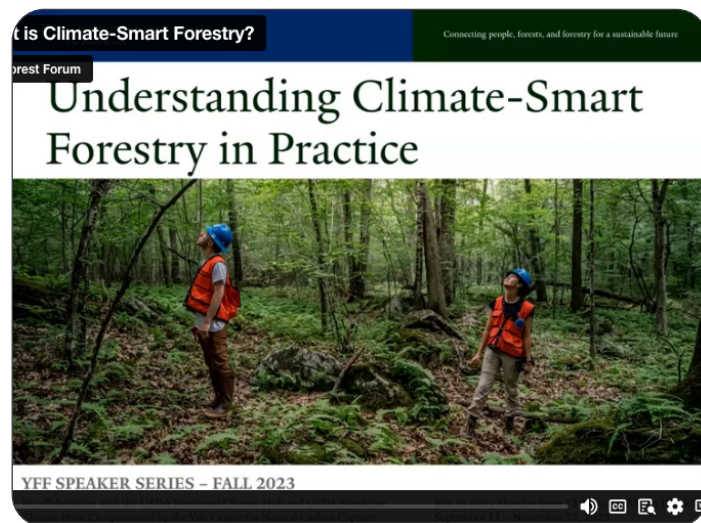 t is Climate-Smart Forestry?
Connecting people, forests, and forestry for a sustainable future
orest Forum
Understanding Climate-Smart
Forestry in Practice
YFF SPEAKER SERIES – FALL 2023
CC